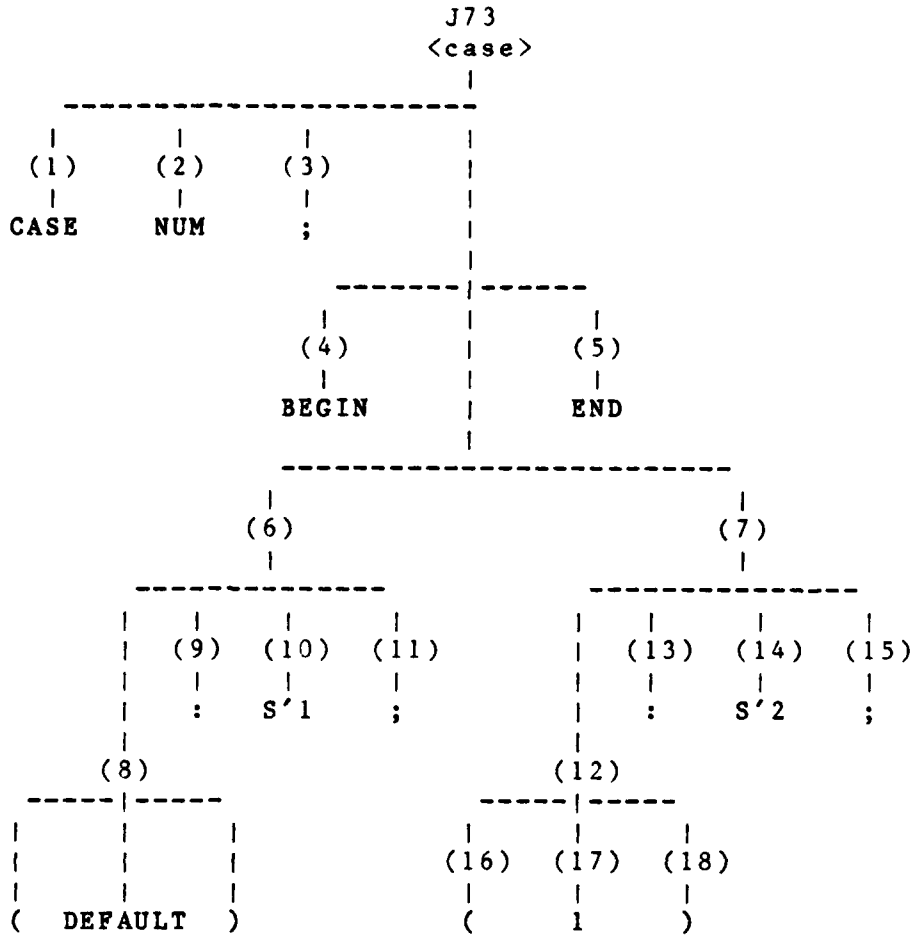 J73
<case>
(1) (2) (3)
CASE NUM ;
(4) (5)
BEGIN END
(6) (7)
(9) (10) (11) (13) (14) (15)
: S'1 ; : S'2 ;
(8) (12)
(16) (17) (18)
( DEFAULT ) ( 1 )